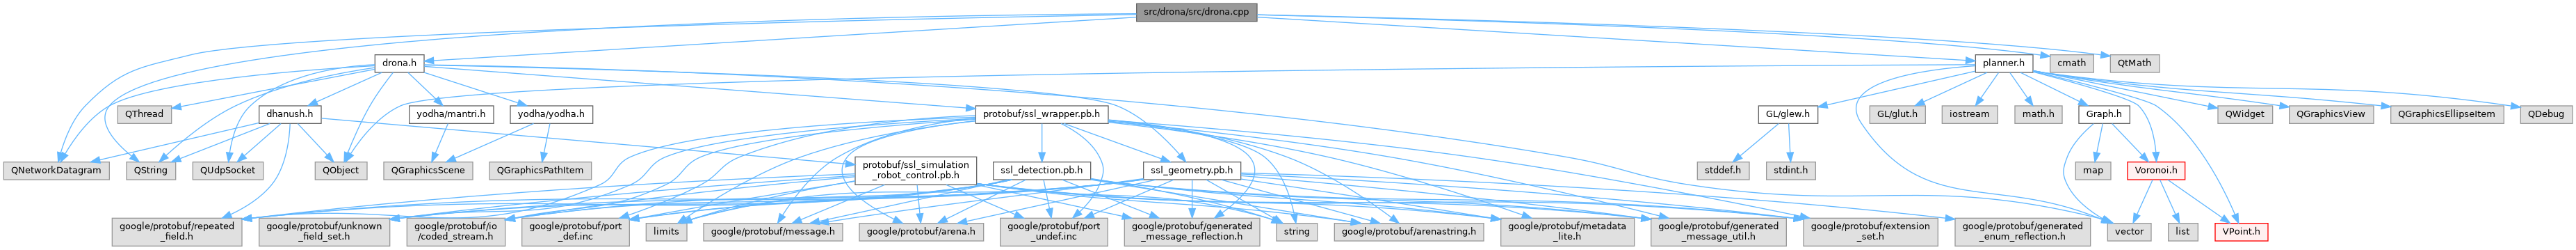 src/drona/src/drona.cpp
drona.h
planner.h
cmath
QtMath
QThread
dhanush.h
yodha/mantri.h
yodha/yodha.h
protobuf/ssl_wrapper.pb.h
GL/glew.h
GL/glut.h
iostream
math.h
Graph.h
QWidget
QGraphicsView
QGraphicsEllipseItem
QDebug
QNetworkDatagram
QString
QUdpSocket
QObject
QGraphicsScene
QGraphicsPathItem
protobuf/ssl_simulation
_robot_control.pb.h
ssl_detection.pb.h
ssl_geometry.pb.h
stddef.h
stdint.h
map
Voronoi.h
google/protobuf/repeated
_field.h
google/protobuf/unknown
_field_set.h
google/protobuf/io
/coded_stream.h
google/protobuf/port
_def.inc
limits
google/protobuf/message.h
google/protobuf/arena.h
google/protobuf/port
_undef.inc
google/protobuf/generated
_message_reflection.h
string
google/protobuf/arenastring.h
google/protobuf/metadata
_lite.h
google/protobuf/generated
_message_util.h
google/protobuf/extension
_set.h
google/protobuf/generated
_enum_reflection.h
vector
list
VPoint.h